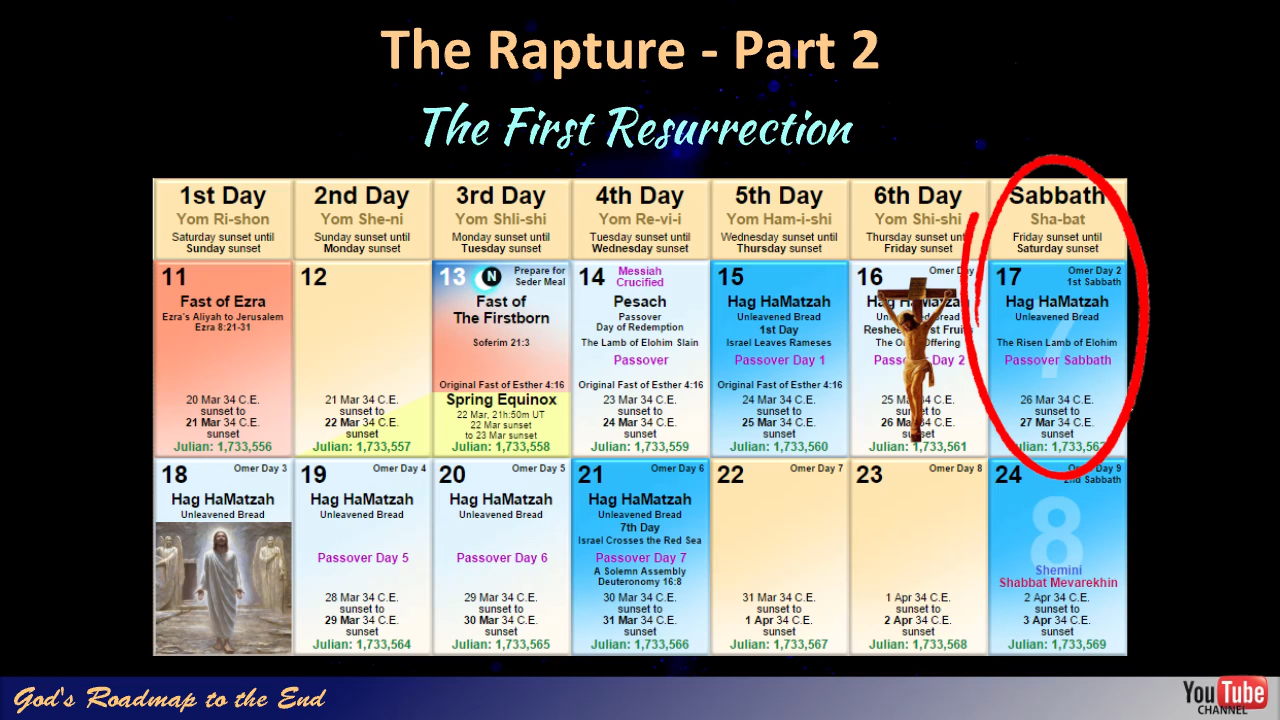 The Rapture - Part 2
The First Resurrection
1st Day
Yom Ri-shon
Saturday sunset until
Sunday sunset
2nd Day
Yom She-ni
Sunday sunset until
Monday sunset
3rd Day
Yom Shli-shi
Monday sunset until
Tuesday sunset
4th Day
Yom Re-vi-i
Tuesday sunset until
Wednesday sunset
5th Day
Yom Ham-i-shi
Wednesday sunset until
Thursday sunset
6th Day
Yom Shi-shi
Thursday sunset until
Friday sunset
Sabbath
Sha-bat
Friday sunset until
Saturday sunset
11
Fast of Ezra
Ezra's Aliyah to Jerusalem
Ezra 8:21-31
20 Mar 34 C.E.
sunset to
21 Mar 34 C.E.
sunset
Julian: 1,733,556
12
21 Mar 34 C.E.
sunset to
22 Mar 34 C.E.
sunset
Julian: 1,733,557
13 N Prepare for
Seder Meal
Fast of
The Firstborn
Soferim 21:3
Original Fast of Esther 4:16
Spring Equinox
22 Mar, 21h:50m UT
22 Mar sunset
to 23 Mar sunset
Julian: 1,733,558
14 Messiah
Crucified
Pesach
Passover
Day of Redemption
The Lamb of Elohim Slain
Passover
Original Fast of Esther 4:16
23 Mar 34 C.E.
sunset to
24 Mar 34 C.E.
sunset
Julian: 1,733,559
15
Hag HaMatzah
Unleavened Bread
1st Day
Israel Leaves Rameses
Passover Day 1
Original Fast of Esther 4:16
24 Mar 34 C.E.
sunset to
25 Mar 34 C.E.
sunset
Julian: 1,733,560
16 Omer Day
Hag HaMatzah
Bread
The Offering
Day 2
25 Mar C.E.
sunset
26 C.E.
Julian: 1,733,561
17 Omer Day 2
1st Sabbath
Hag HaMatzah
Unleavened Bread
7
The Risen Lamb of Elohim
Passover Sabbath
26 Mar 34 C.E.
sunset to
27 Mar 34 C.E.
sunset
Julian: 1,733,562
18 Omer Day 3
Hag HaMatzah
Unleavened Bread
19 Omer Day 4
Hag HaMatzah
Unleavened Bread
Passover Day 5
28 Mar 34 C.E.
sunset to
29 Mar 34 C.E.
sunset
Julian: 1,733,564
20 Omer Day 5
Hag HaMatzah
Unleavened Bread
Passover Day 6
29 Mar 34 C.E.
sunset to
30 Mar 34 C.E.
sunset
Julian: 1,733,565
21 Omer Day 6
Hag HaMatzah
Unleavened Bread
7th Day
Israel Crosses the Red Sea
Passover Day 7
A Solemn Assembly
Deuteronomy 16:8
30 Mar 34 C.E.
sunset to
31 Mar 34 C.E.
sunset
Julian: 1,733,566
22 Omer Day 7
31 Mar 34 C.E.
sunset to
1 Apr 34 C.E.
sunset
Julian: 1,733,567
23 Omer Day 8
1 Apr 34 C.E.
sunset to
2 Apr 34 C.E.
sunset
Julian: 1,733,568
24 Omer Day 9
2nd Sabbath
8
Shemini
Shabbat Mevarekhin
2 Apr 34 C.E.
sunset to
3 Apr 34 C.E.
sunset
Julian: 1,733,569
God's Roadmap to the End
YouTube
CHANNEL